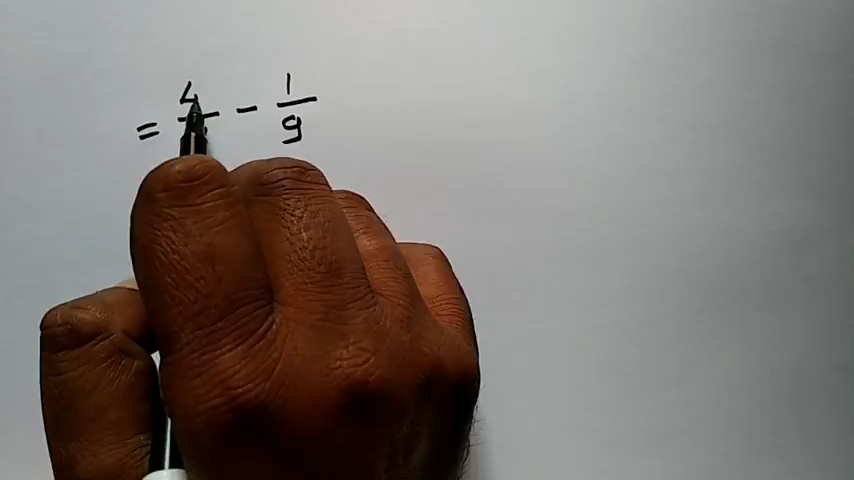 = 4/ - 1/9